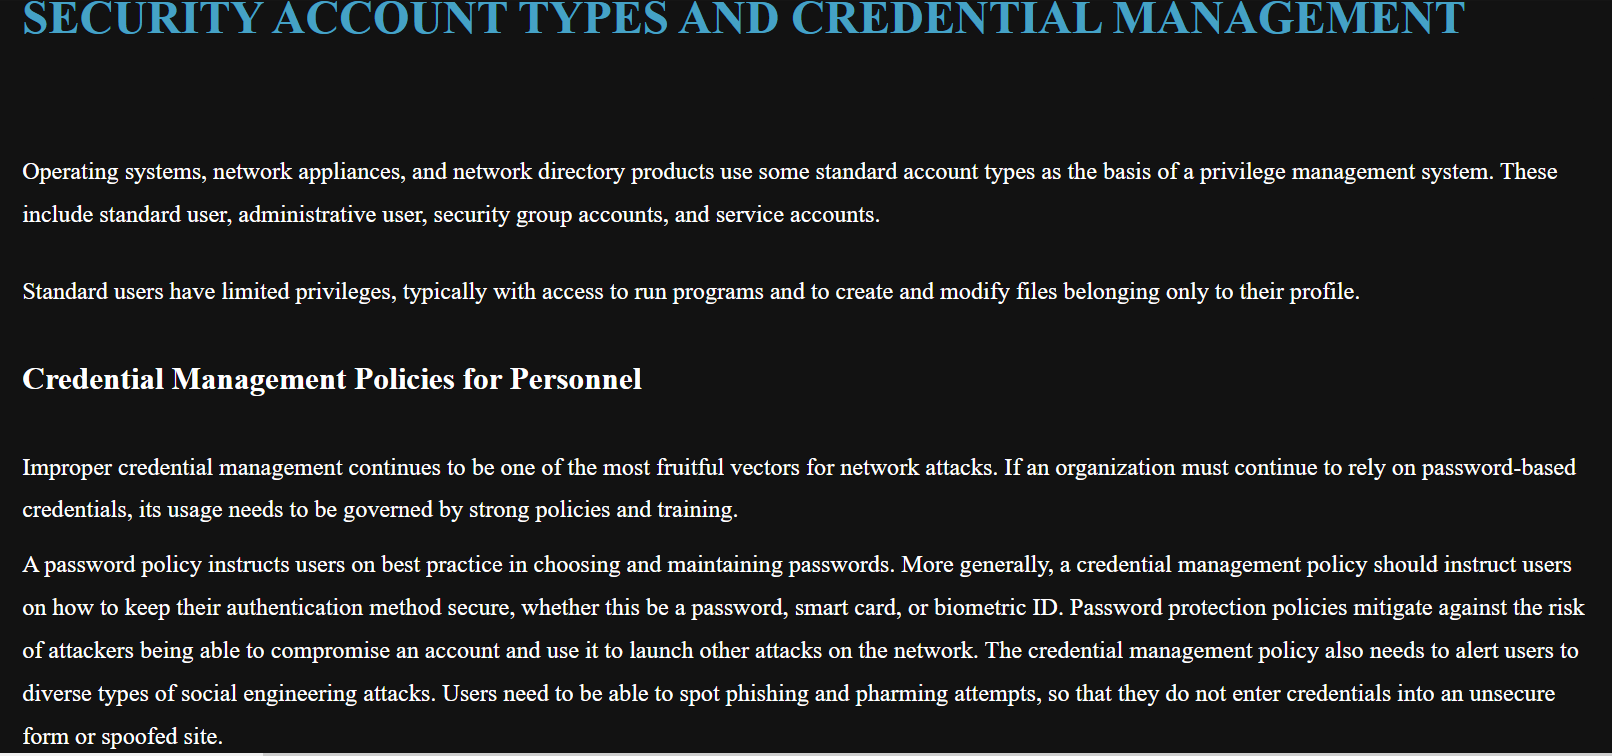 SECURITY ACCOUNT TYPES AND CREDENTIAL MANAGEMENT
Operating systems, network appliances, and network directory products use some standard account types as the basis of a privilege management system. These
include standard user, administrative user, security group accounts, and service accounts.
Standard users have limited privileges, typically with access to run programs and to create and modify files belonging only to their profile.
Credential Management Policies for Personnel
Improper credential management continues to be one of the most fruitful vectors for network attacks. If an organization must continue to rely on password-based
credentials, its usage needs to be governed by strong policies and training.
A password policy instructs users on best practice in choosing and maintaining passwords. More generally, a credential management policy should instruct users
on how to keep their authentication method secure, whether this be a password, smart card, or biometric ID. Password protection policies mitigate against the risk
of attackers being able to compromise an account and use it to launch other attacks on the network. The credential management policy also needs to alert users to
diverse types of social engineering attacks. Users need to be able to spot phishing and pharming attempts, so that they do not enter credentials into an unsecure
form or spoofed site.